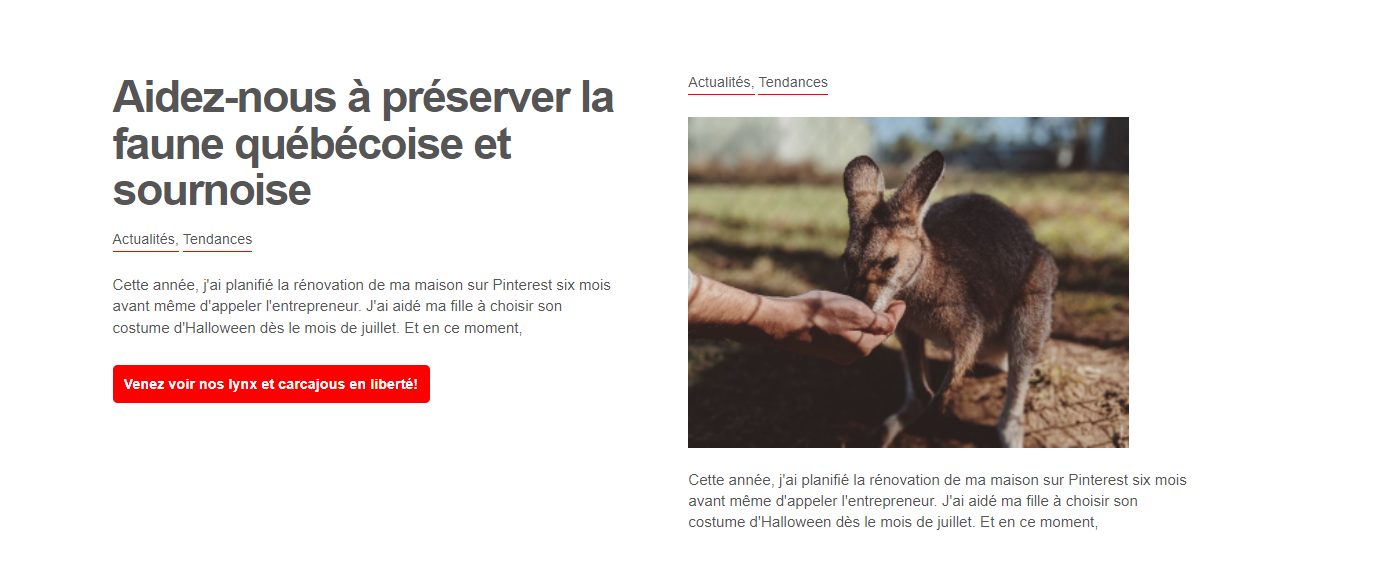 Aidez-nous à préserver la
faune québécoise et
sournoise
Actualités, Tendances
Cette année, j'ai planifié la rénovation de ma maison sur Pinterest six mois
avant même d'appeler l'entrepreneur. J'ai aidé ma fille à choisir son
costume d'Halloween dès le mois de juillet. Et en ce moment,
Venez voir nos lynx et carcajous en liberté!
Actualités, Tendances
Cette année, j'ai planifié la rénovation de ma maison sur Pinterest six mois
avant même d'appeler l'entrepreneur. J'ai aidé ma fille à choisir son
costume d'Halloween dès le mois de juillet. Et en ce moment,